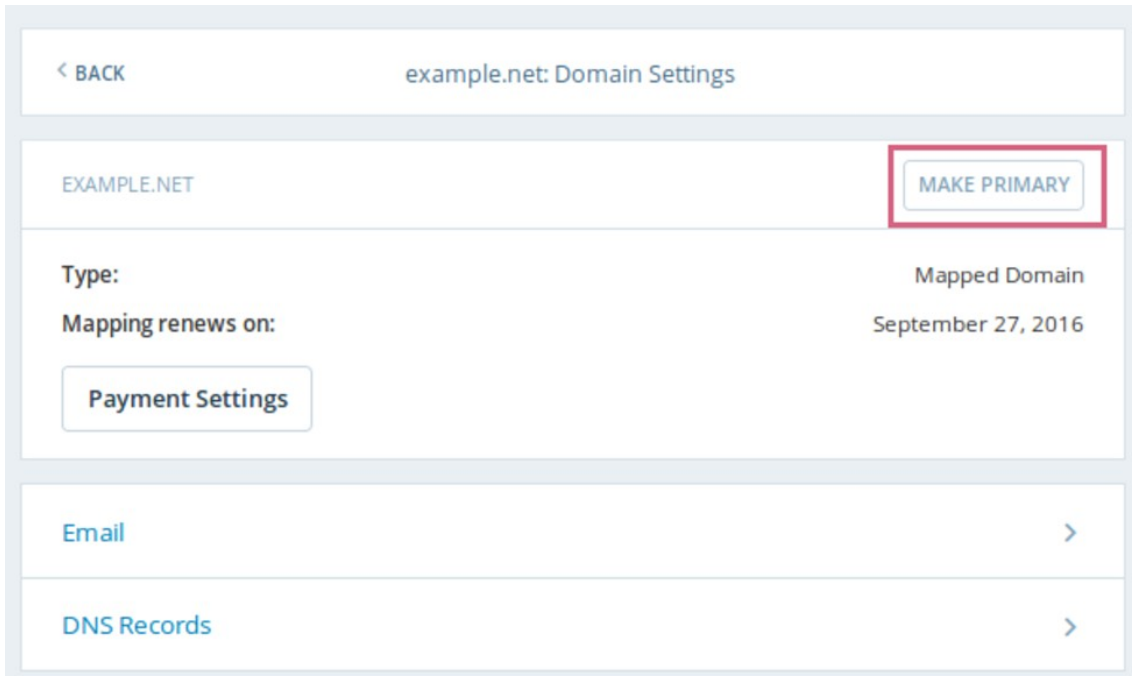 BACK
example.net: Domain Settings
EXAMPLE.NET
MAKE PRIMARY
Type:
Mapped Domain
Mapping renews on:
September 27, 2016
Payment Settings
Email
DNS Records